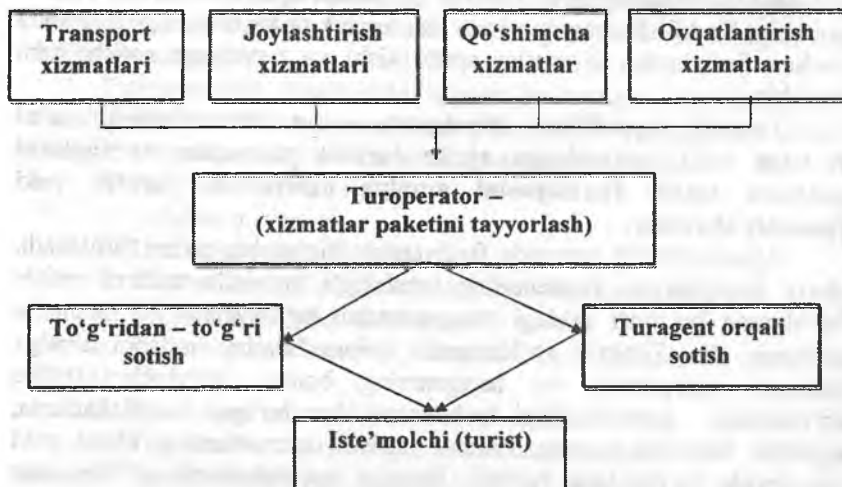 Transport
xizmatlari
Joylashtirish
xizmatlari
Qo‘shimcha
xizmatlar
Ovqatlantirish
xizmatlari
Turoperator –
(xizmatlar paketini tayyorlash)
To‘g‘ridan – to‘g‘ri
sotish
Turagent orqali
sotish
Iste’molchi (turist)